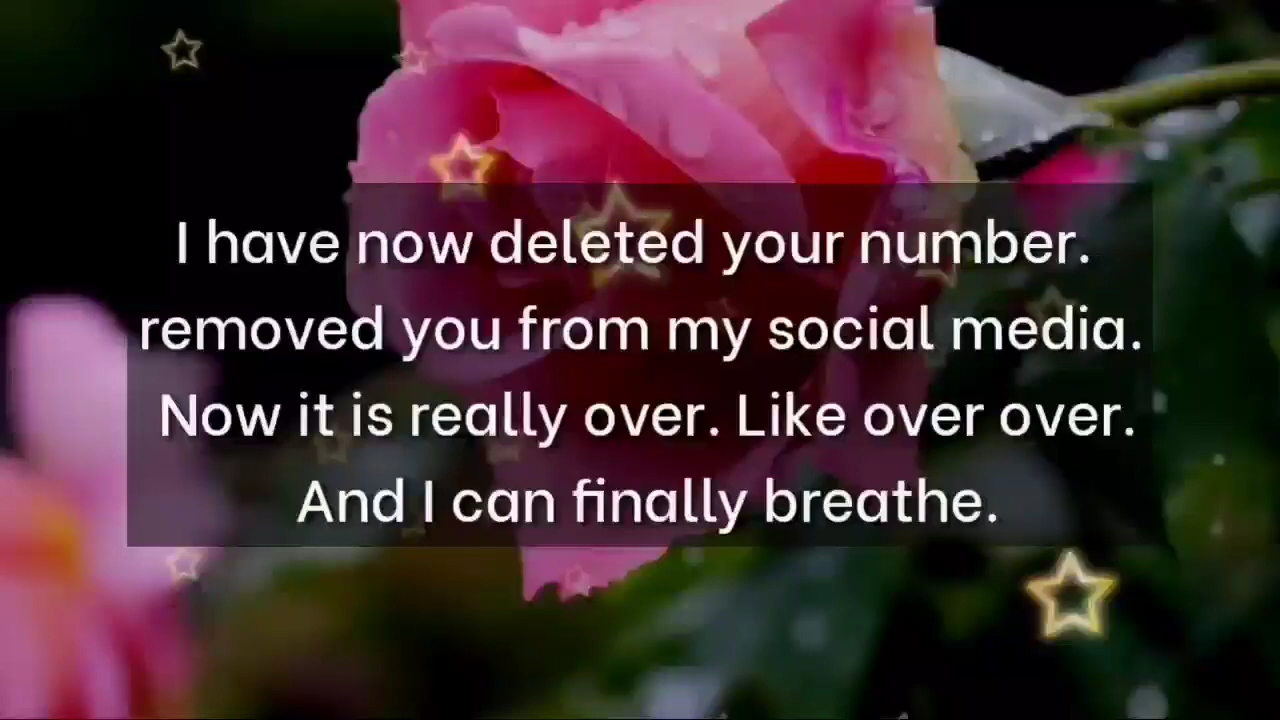 I have now deleted your number.
removed you from my social media.
Now it is really over. Like over over.
And I can finally breathe.